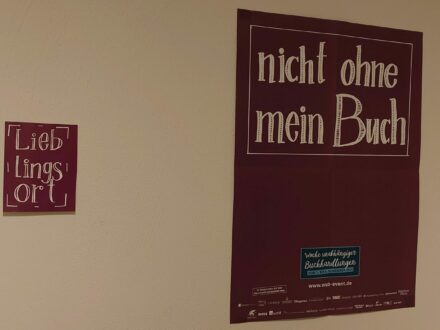 Lieb
lings
ort
nicht ohne
mein Buch
Woche unabhängiger
Buchhandlungen
www.wub-event.de